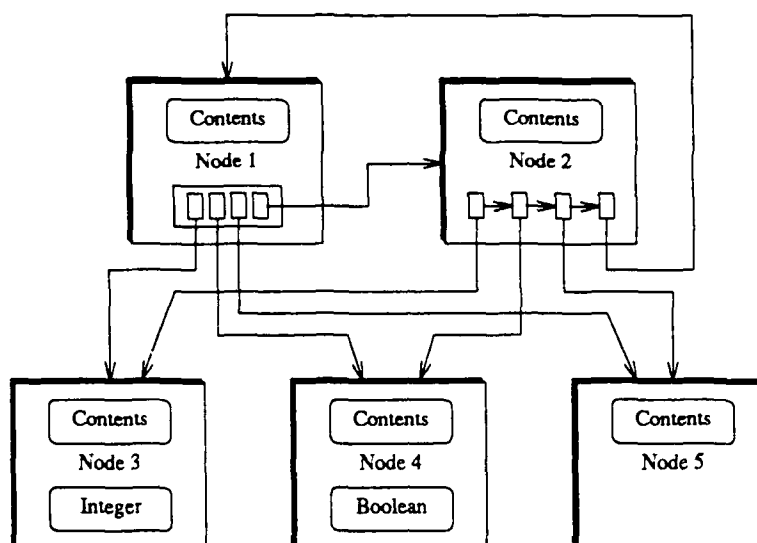 Contents
Node 1
Contents
Node 2
Contents
Node 3
Integer
Contents
Node 4
Boolean
Contents
Node 5